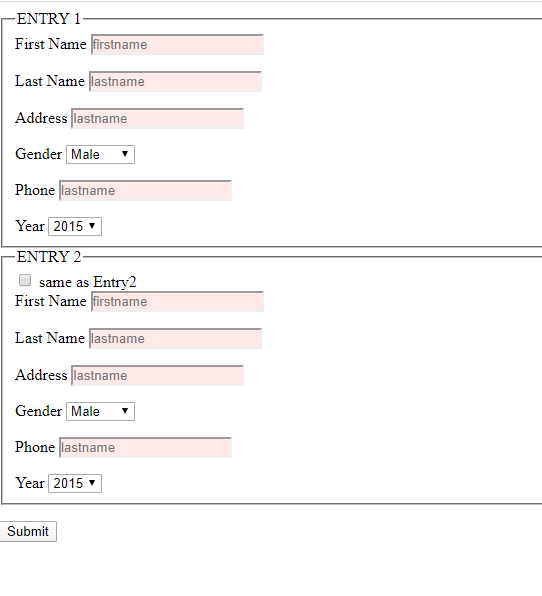 ENTRY 1
First Name firstname
Last Name lastname
Address lastname
Gender Male
Phone lastname
Year 2015
ENTRY 2
same as Entry2
First Name firstname
Last Name lastname
Address lastname
Gender Male
Phone lastname
Year 2015
Submit